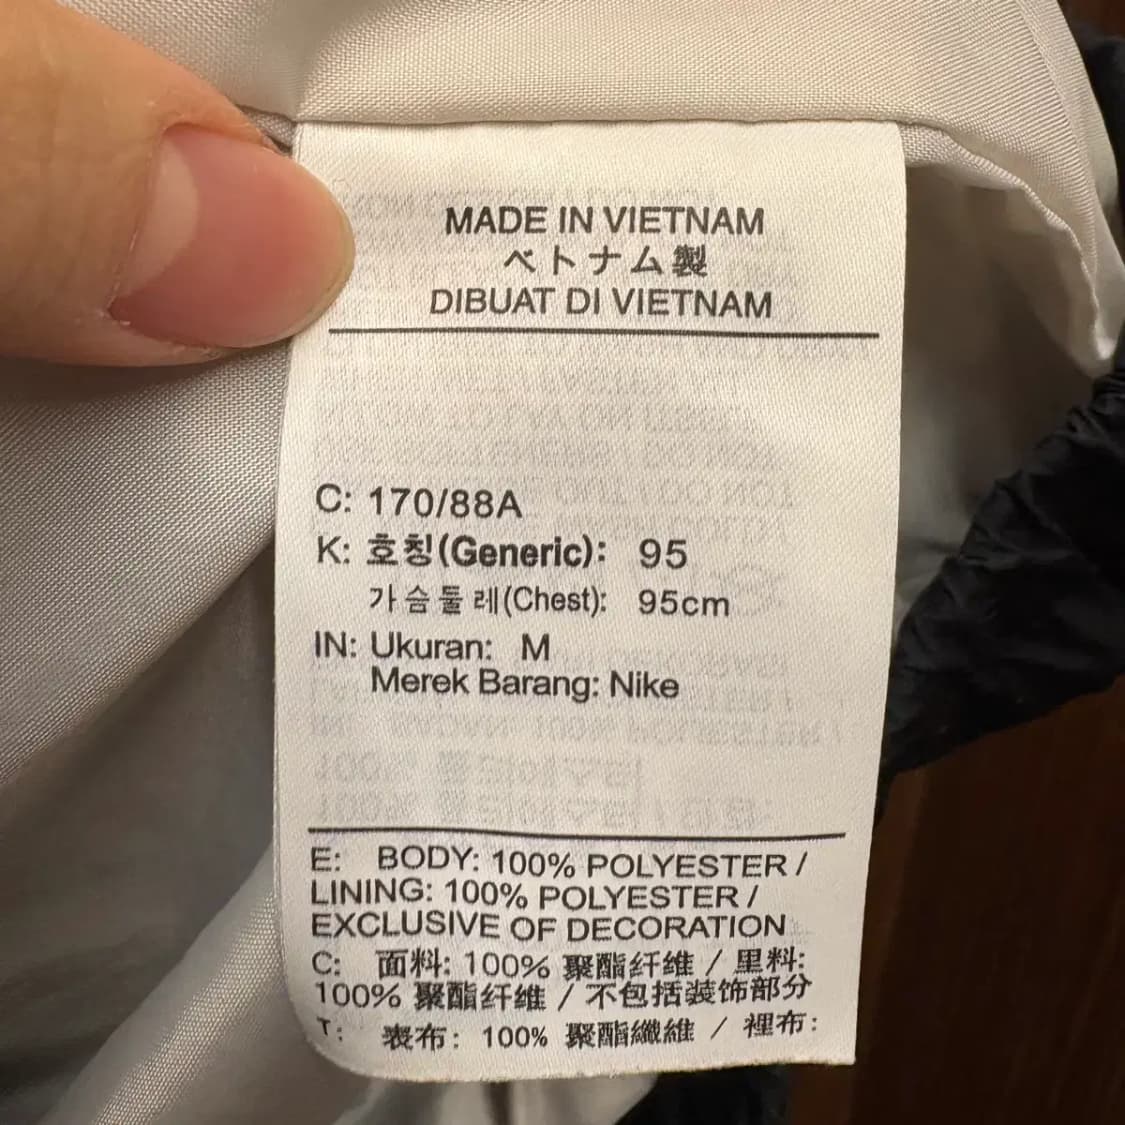 MADE IN VIETNAM
ベトナム製
DIBUAT DI VIETNAM
C: 170/88A
K: 호칭(Generic): 95
가슴둘레(Chest): 95cm
IN: Ukuran: M
Merek Barang: Nike
E: BODY: 100% POLYESTER /
LINING: 100% POLYESTER /
EXCLUSIVE OF DECORATION
C: 面料: 100% 聚酯纤维 / 里料:
100% 聚酯纤维 / 不包括装饰部分
T: 表布: 100% 聚酯纖維 / 裡布: